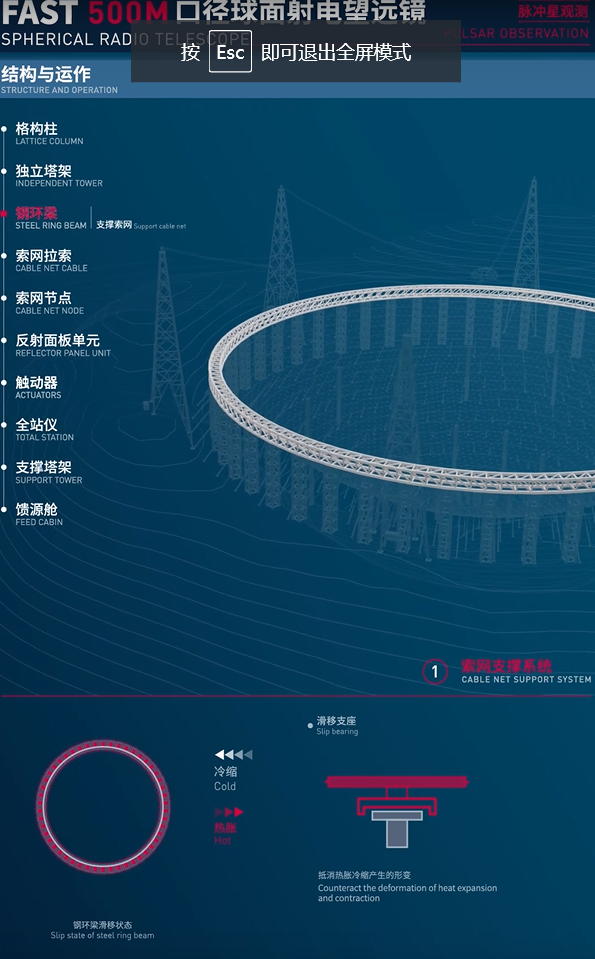 FAST 500M 口径球面射电望远镜
SPHERICAL RADIO TELESCOPE
脉冲星观测
PULSAR OBSERVATION
按 Esc 即可退出全屏模式
结构与运作
STRUCTURE AND OPERATION
格构柱
LATTICE COLUMN
独立塔架
INDEPENDENT TOWER
钢环梁
STEEL RING BEAM
支撑索网 Support cable net
索网拉索
CABLE NET CABLE
索网节点
CABLE NET NODE
反射面板单元
REFLECTOR PANEL UNIT
触动器
ACTUATORS
全站仪
TOTAL STATION
支撑塔架
SUPPORT TOWER
馈源舱
FEED CABIN
1 索网支撑系统
CABLE NET SUPPORT SYSTEM
冷缩
Cold
热胀
Hot
钢环梁滑移状态
Slip state of steel ring beam
滑移支座
Slip bearing
抵消热胀冷缩产生的形变
Counteract the deformation of heat expansion
and contraction